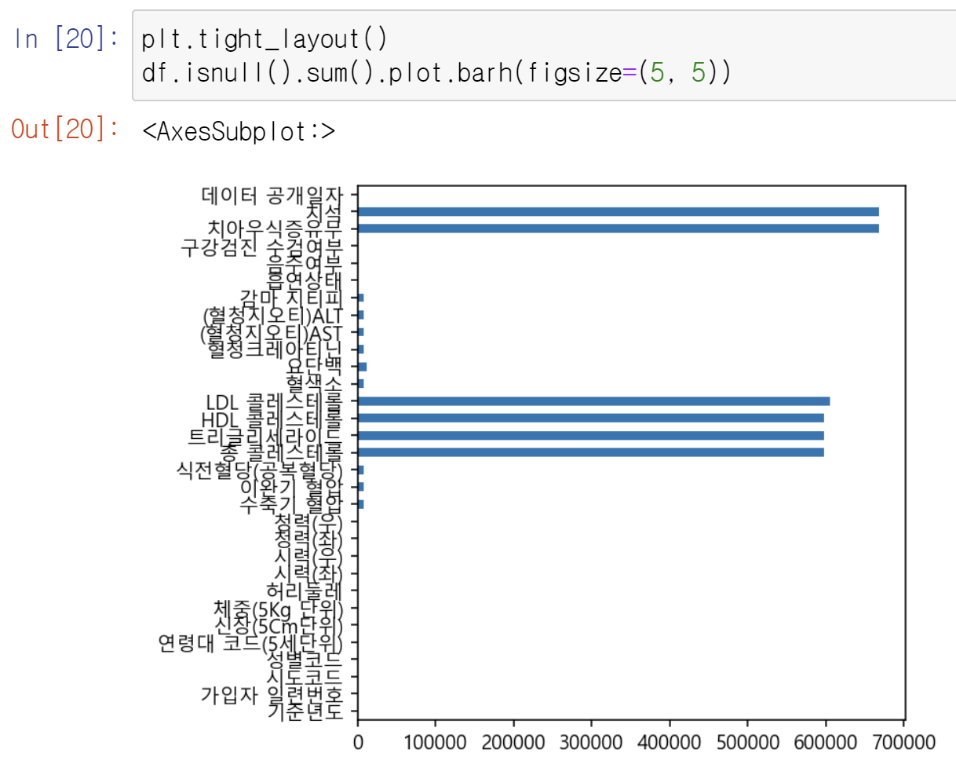 In [20]: plt.tight_layout()
df.isnull().sum().plot.barh(figsize=(5, 5))
Out[20]: <AxesSubplot:>
데이터 공개일자
치석
치아우식증유무
구강검진 수검여부
음주여부
흡연상태
감마 지티피
(혈청지오티)ALT
(혈청지오티)AST
혈청크레아티닌
요단백
혈색소
LDL 콜레스테롤
HDL 콜레스테롤
트리글리세라이드
총 콜레스테롤
식전혈당(공복혈당)
이완기 혈압
수축기 혈압
청력(우)
청력(좌)
시력(우)
시력(좌)
허리둘레
체중(5Kg 단위)
신장(5Cm단위)
연령대 코드(5세단위)
성별코드
시도코드
가입자 일련번호
기준년도
0 100000 200000 300000 400000 500000 600000 700000